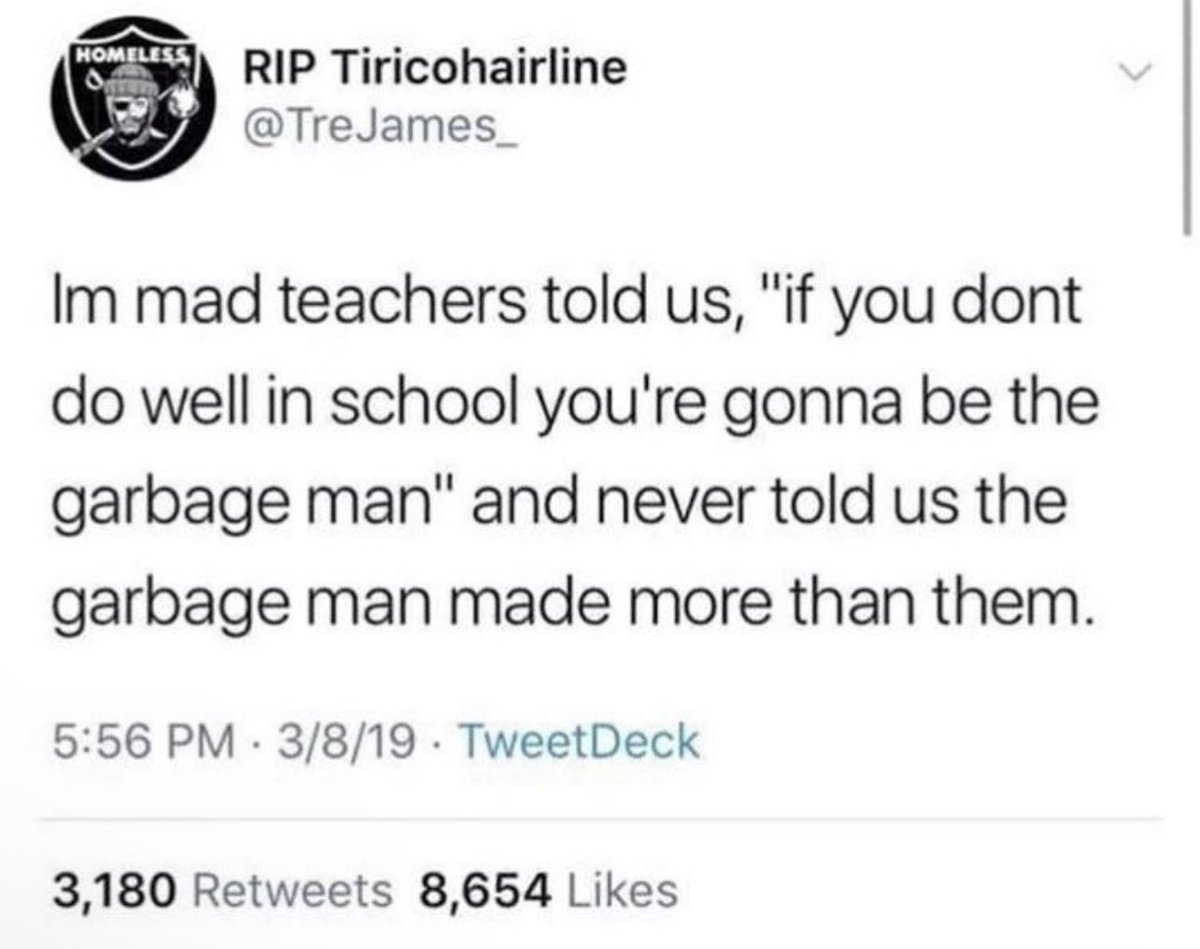 HOMELESS
RIP Tiricohairline
@TreJames_
Im mad teachers told us, "if you dont
do well in school you're gonna be the
garbage man" and never told us the
garbage man made more than them.
5:56 PM · 3/8/19 · TweetDeck
3,180 Retweets 8,654 Likes